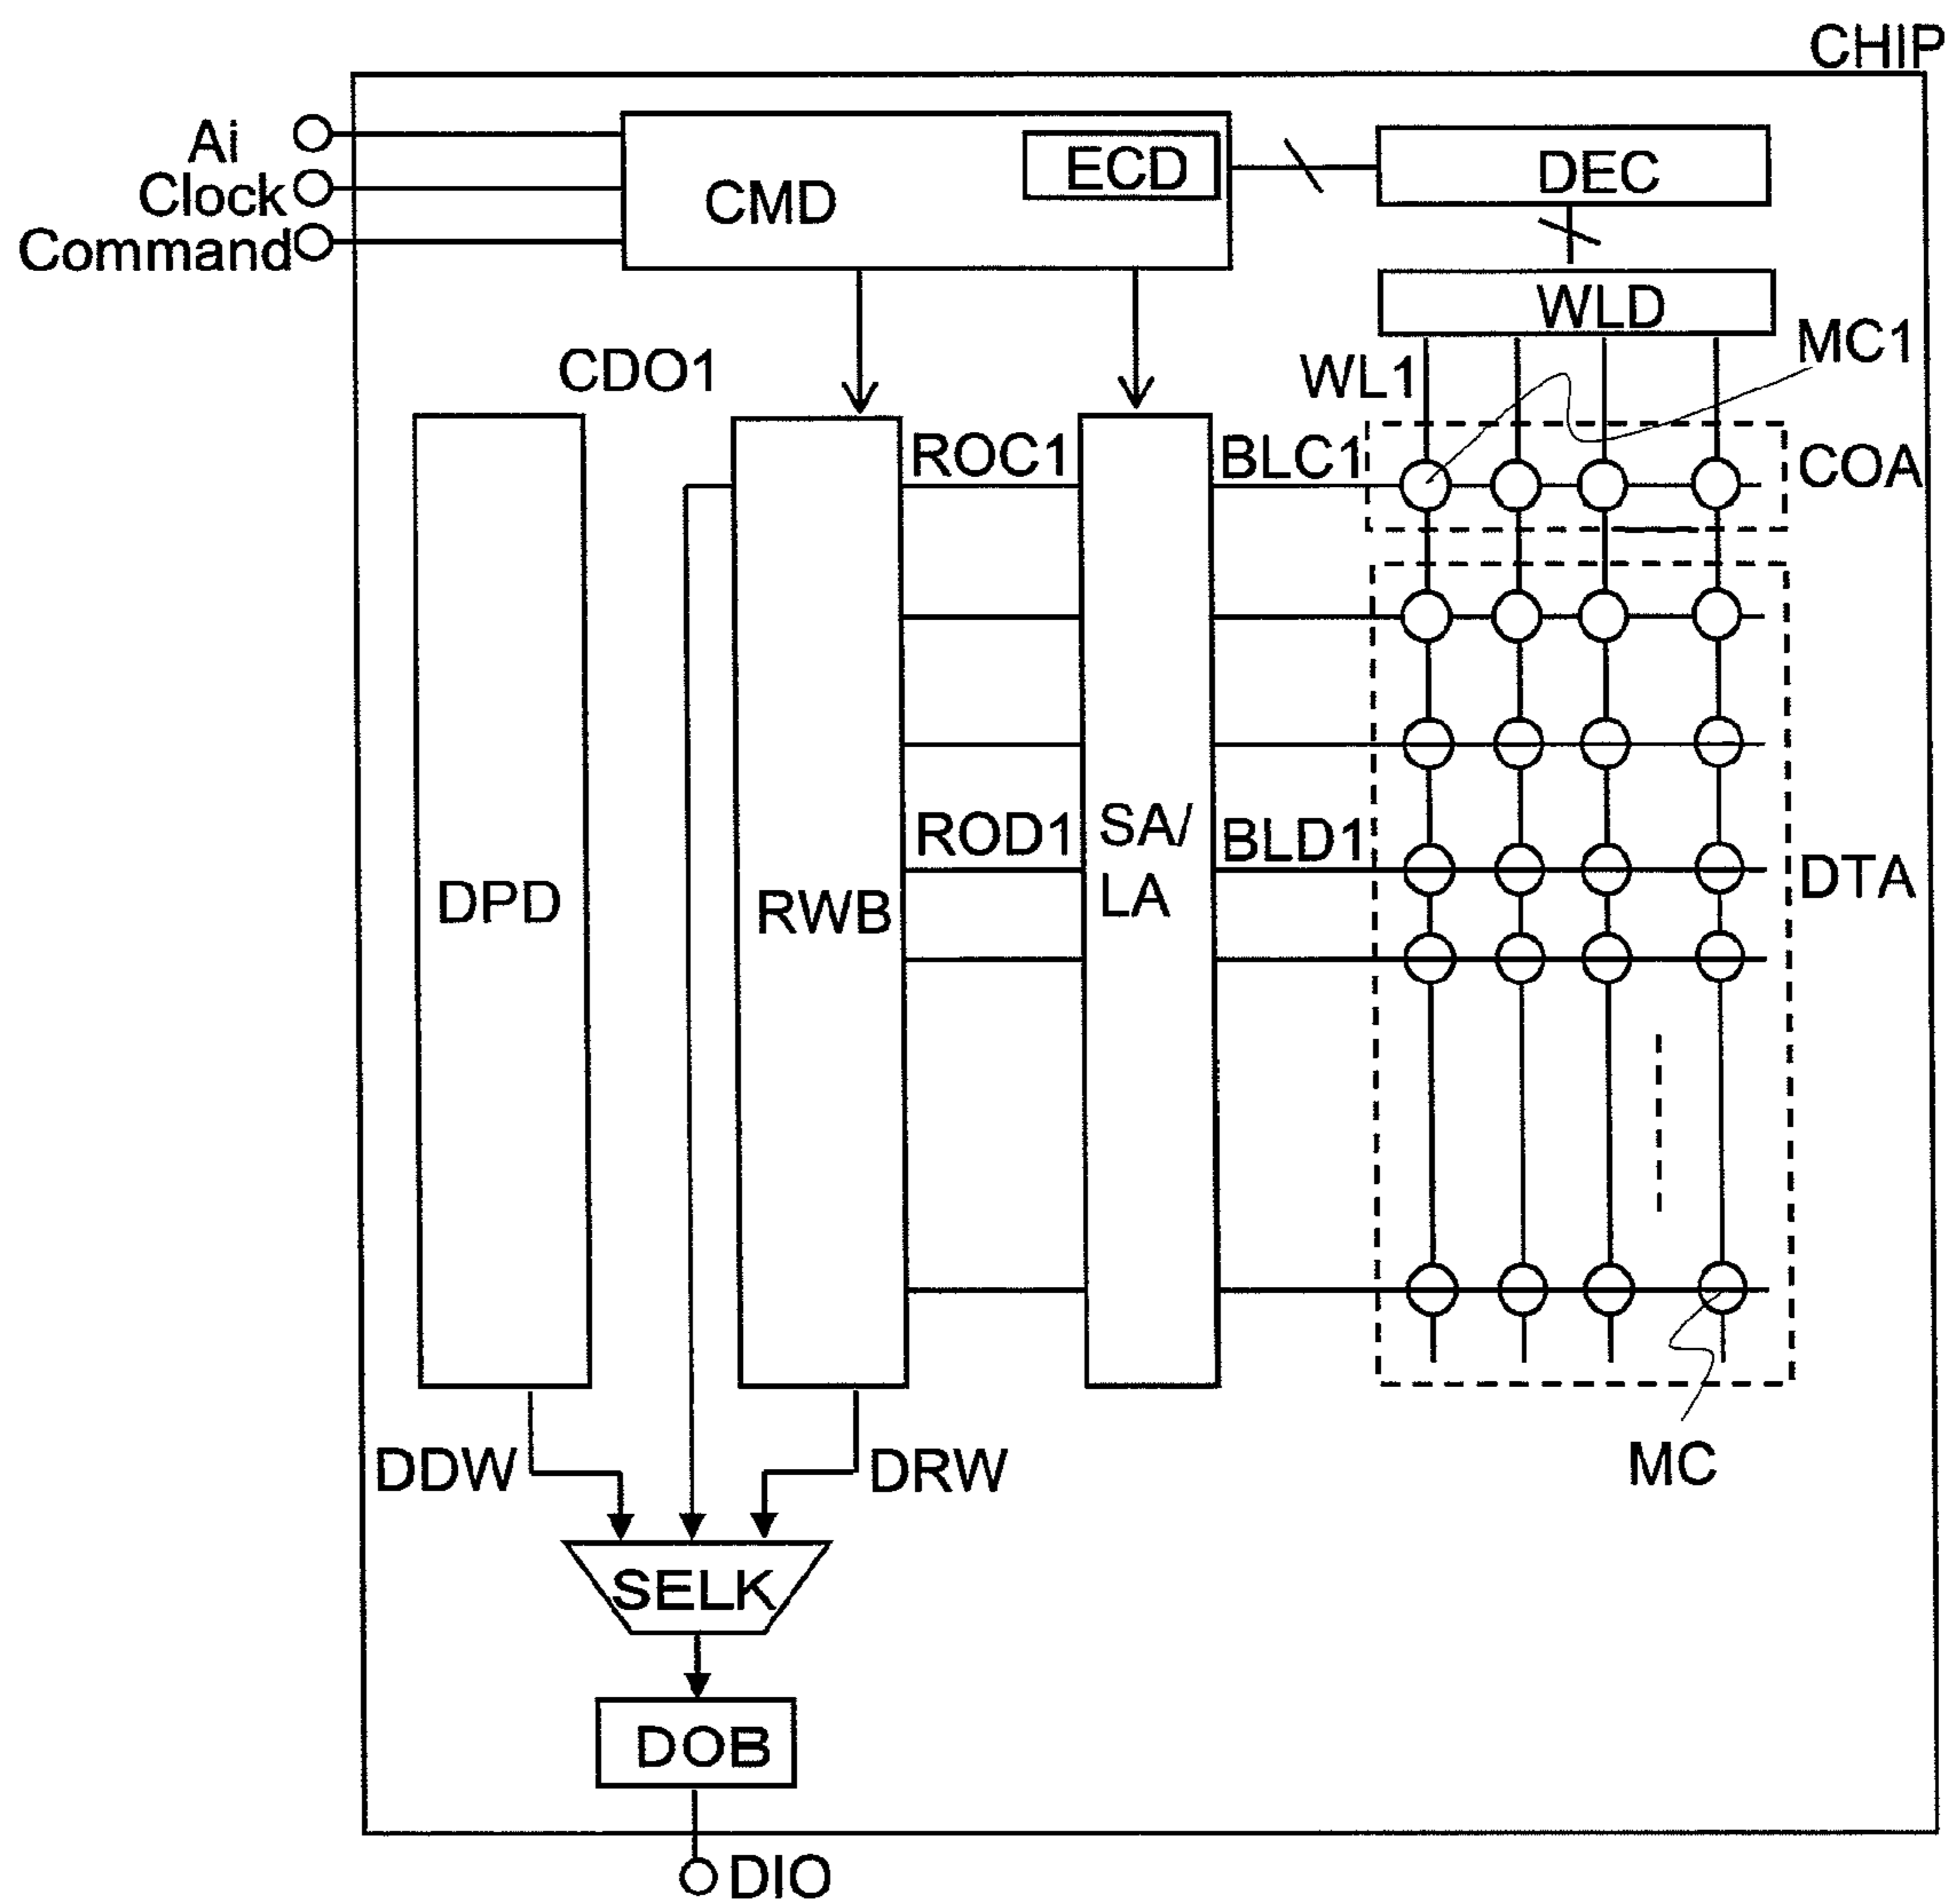 CHIP
Ai
Clock
Command
CMD
ECD
DEC
WLD
MC1
CDO1
WL1
ROC1
BLC1
COA
ROD1
SA/
LA
BLD1
DTA
DPD
RWB
DDW
DRW
MC
SELK
DOB
DIO